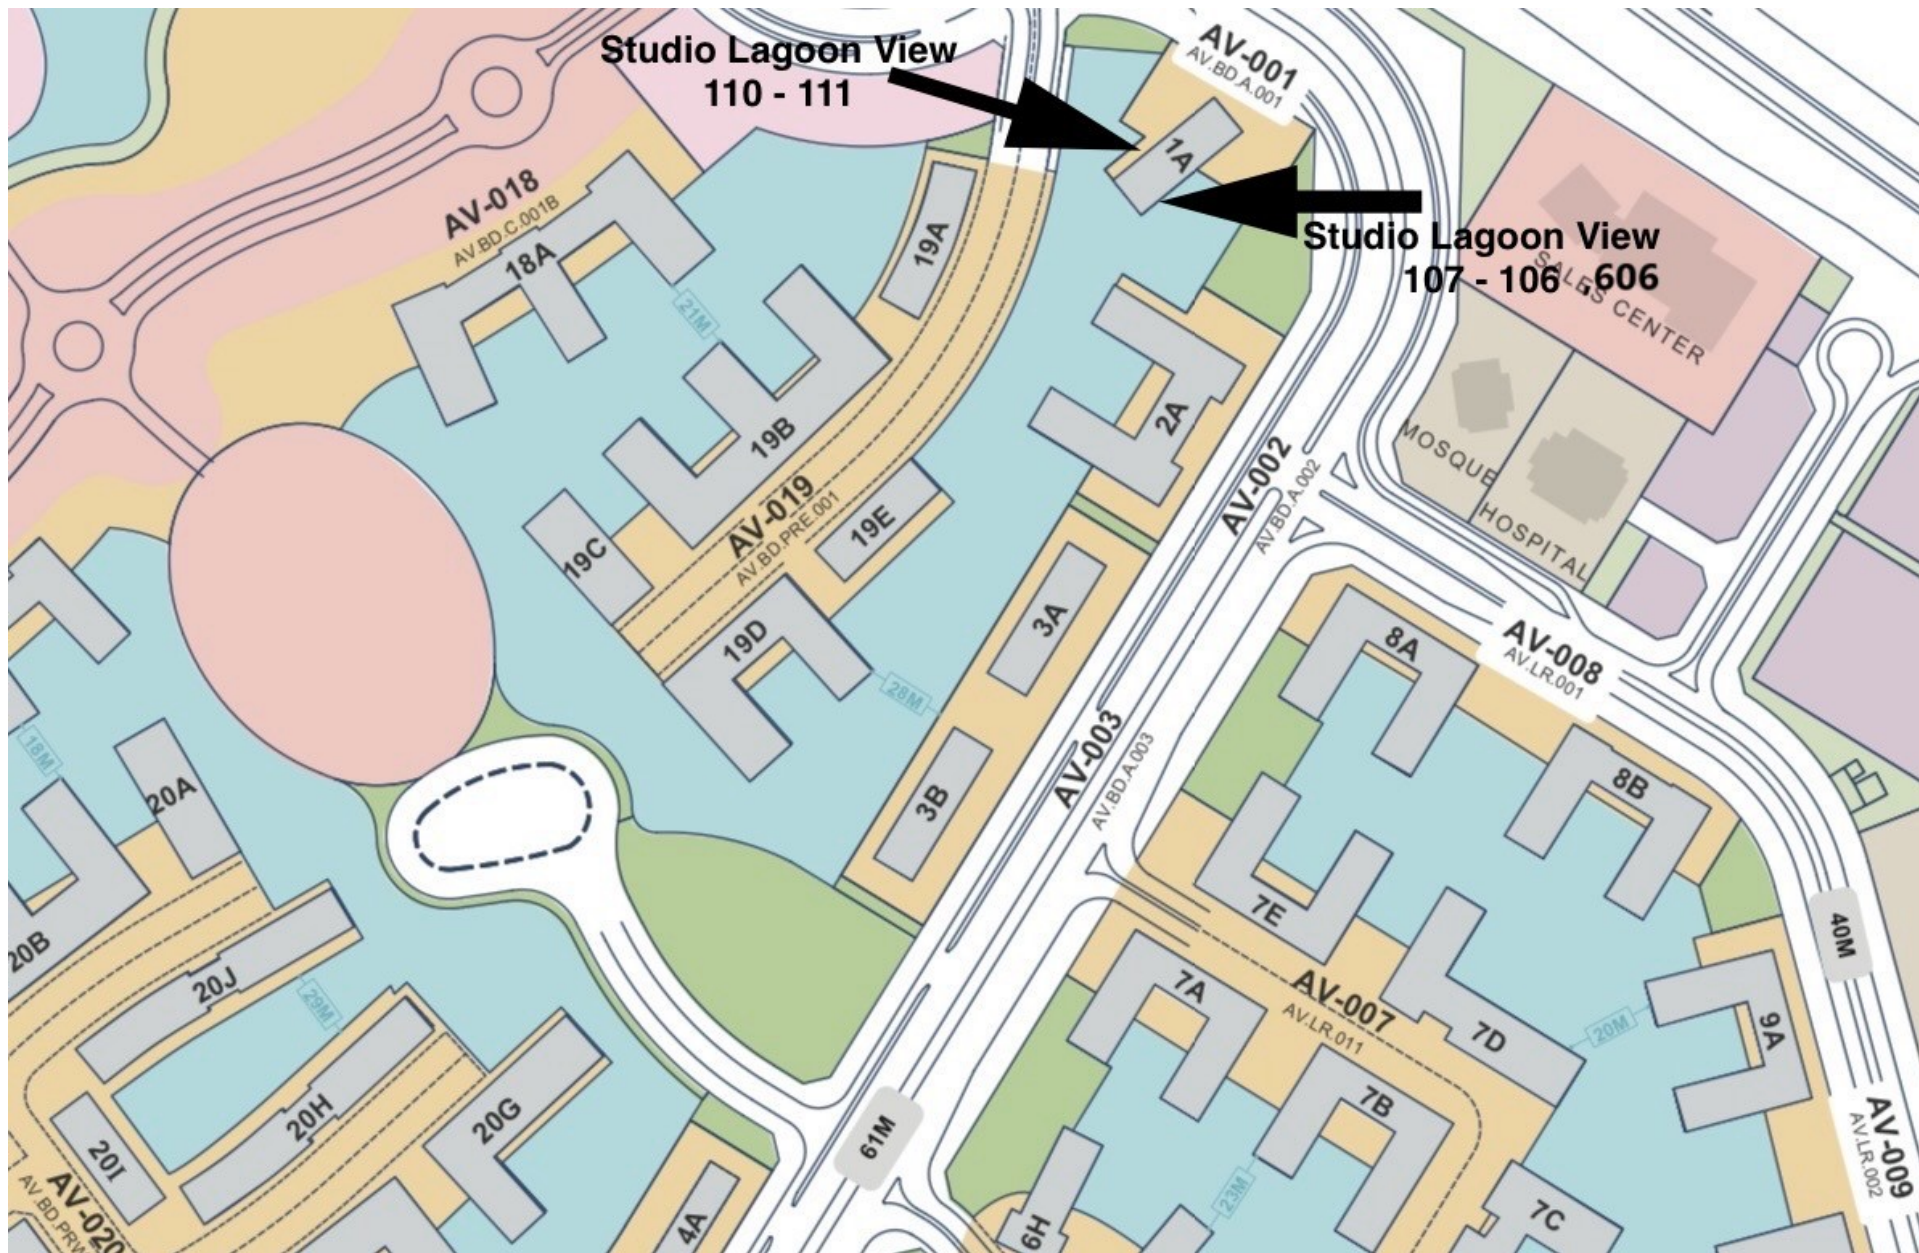 Studio Lagoon View
110 - 111
AV-001
AV.BD.A.001
1A
Studio Lagoon View
107 - 106 ,606
SALES CENTER
AV-018
AV.BD.C.001B
18A
19A
21M
2A
19B
MOSQUE
HOSPITAL
AV-002
AV.BD.A.002
AV-019
AV.BD.PRE.001
19E
19C
3A
19D
8A
AV-008
AV.LR.001
28M
18M
AV-003
AV.BD.A.003
20A
3B
8B
7E
40M
20B
20J
29M
7A
AV-007
AV.LR.011
7D
20M
9A
20H
20G
61M
7B
AV-009
AV.LR.002
20I
AV-020
AV.BD.PRW
4A
6H
23M
7C